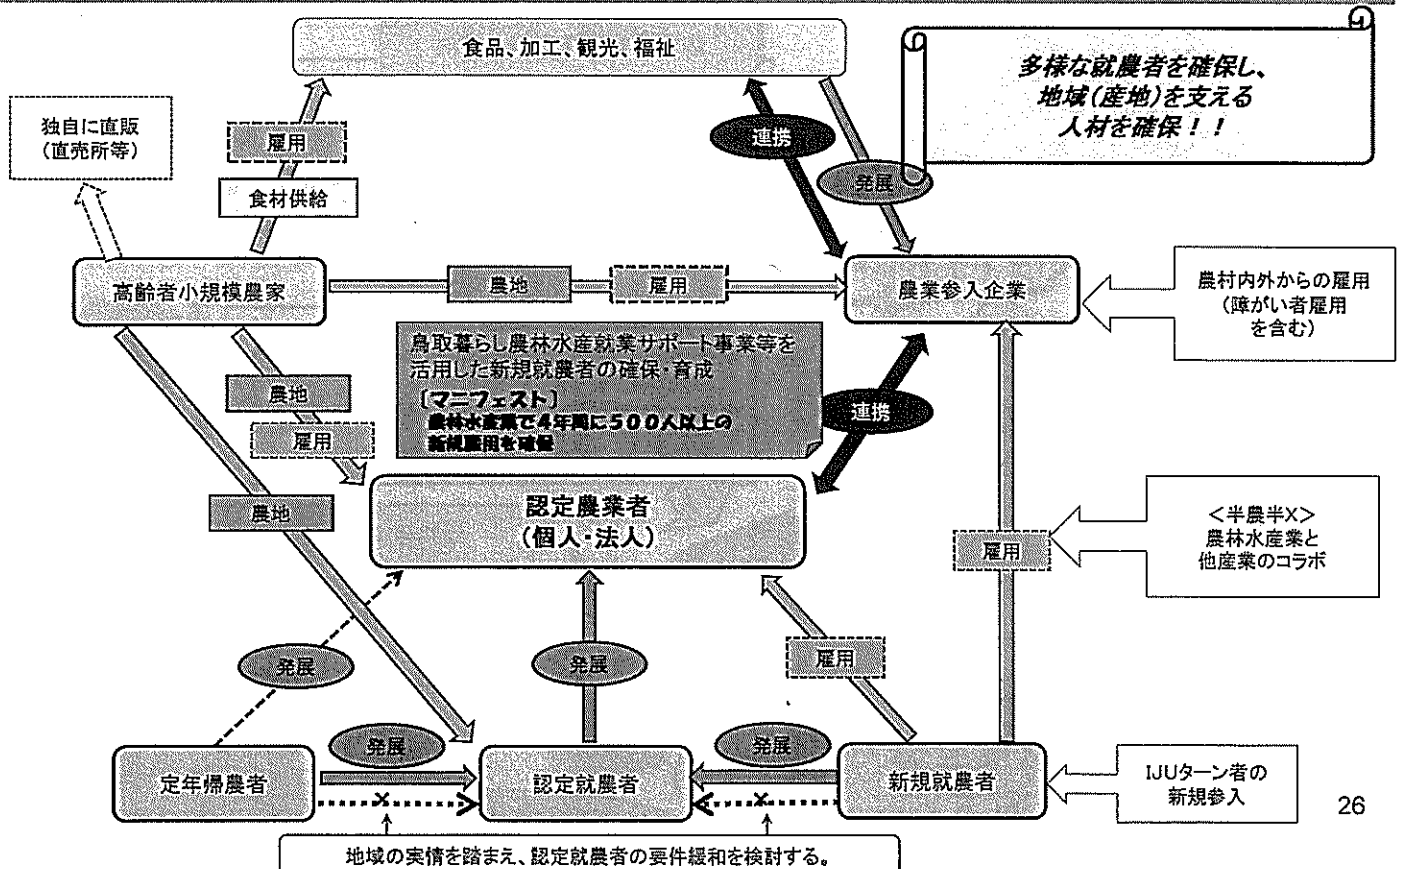 食品、加工、観光、福祉
多様な就農者を確保し、
地域(産地)を支える
人材を確保！！
独自に直販
(直売所等)
雇用
食材供給
連携
発展
高齢者小規模農家
農地
雇用
農業参入企業
農村内外からの雇用
(障がい者雇用
を含む)
鳥取暮らし農林水産就業サポート事業等を
活用した新規就農者の確保・育成
〔マニフェスト〕
農林水産業で４年間に５００人以上の
新規雇用を確保
農地
雇用
連携
農地
認定農業者
(個人・法人)
雇用
＜半農半X＞
農林水産業と
他産業のコラボ
発展
発展
雇用
発展
発展
定年帰農者
認定就農者
新規就農者
IJUターン者の
新規参入
26
地域の実情を踏まえ、認定就農者の要件緩和を検討する。